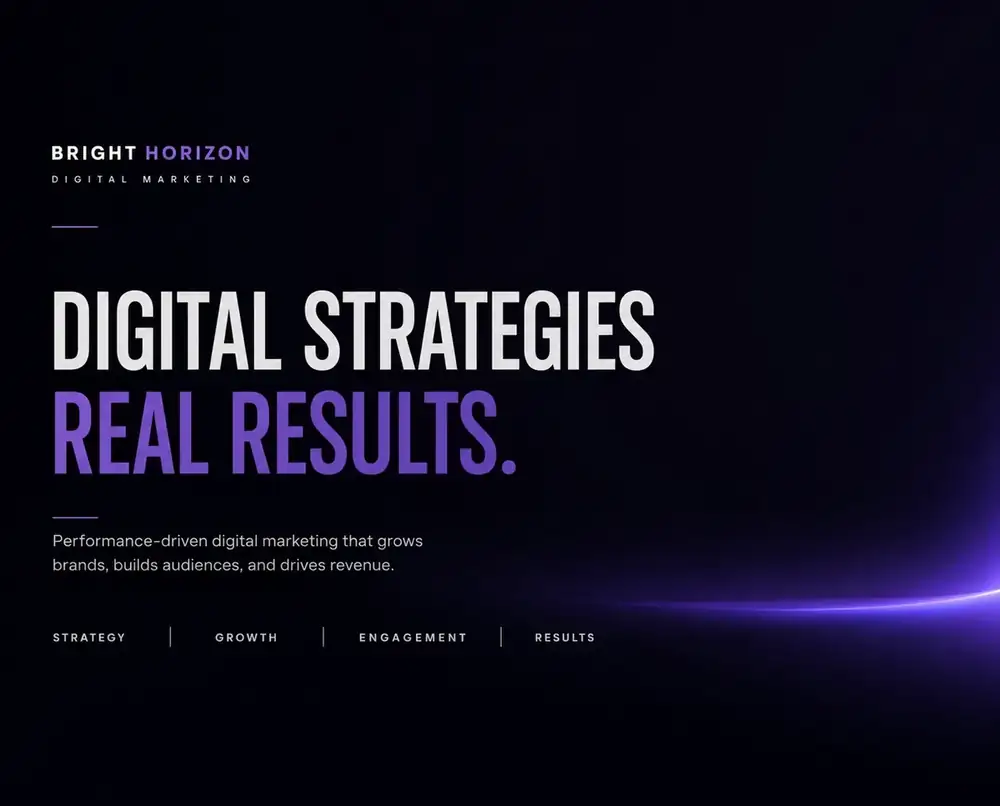 BRIGHT HORIZON
DIGITAL MARKETING
DIGITAL STRATEGIES
REAL RESULTS.
Performance-driven digital marketing that grows
brands, builds audiences, and drives revenue.
STRATEGY | GROWTH | ENGAGEMENT | RESULTS